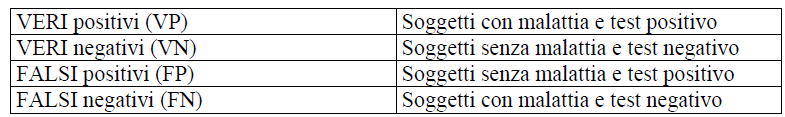 VERI positivi (VP) Soggetti con malattia e test positivo
VERI negativi (VN) Soggetti senza malattia e test negativo
FALSI positivi (FP) Soggetti senza malattia e test positivo
FALSI negativi (FN) Soggetti con malattia e test negativo